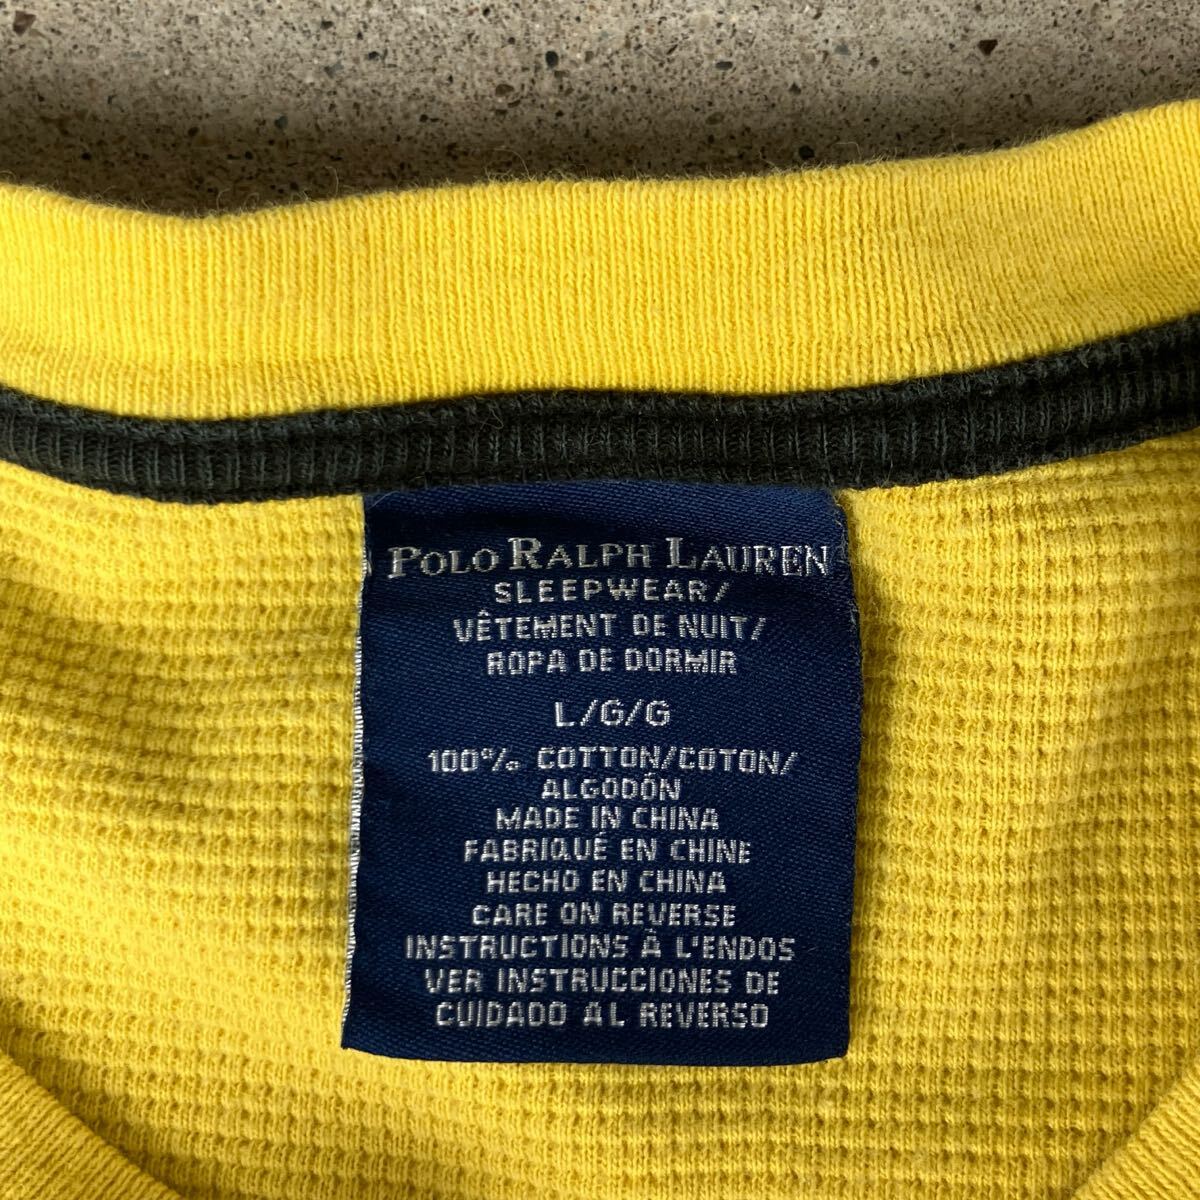 POLO RALPH LAUREN
SLEEPWEAR/
VÊTEMENT DE NUIT/
ROPA DE DORMIR
L/G/G
100% COTTON/COTON/
ALGODÓN
MADE IN CHINA
FABRIQUÉ EN CHINE
HECHO EN CHINA
CARE ON REVERSE
INSTRUCTIONS À L'ENDOS
VER INSTRUCCIONES DE
CUIDADO AL REVERSO